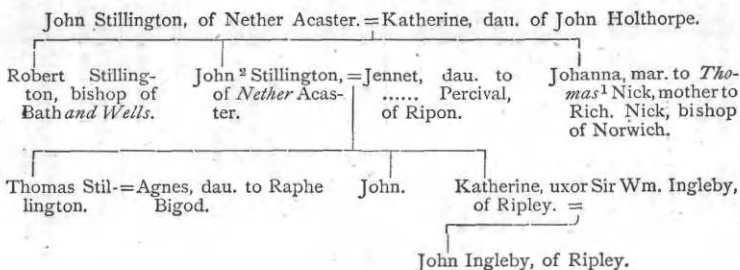 John Stillington, of Nether Acaster. = Katherine, dau. of John Holthorpe.
Robert Stilling-
ton, bishop of
Bath and Wells.
John ² Stillington,
of Nether Acas-
ter.
= Jennet, dau. to
...... Percival,
of Ripon.
Johanna, mar. to Tho-
mas¹ Nick, mother to
Rich. Nick, bishop
of Norwich.
Thomas Stil-
lington.
= Agnes, dau. to Raphe
Bigod.
John.
Katherine, uxor Sir Wm. Ingleby,
of Ripley. =
John Ingleby, of Ripley.